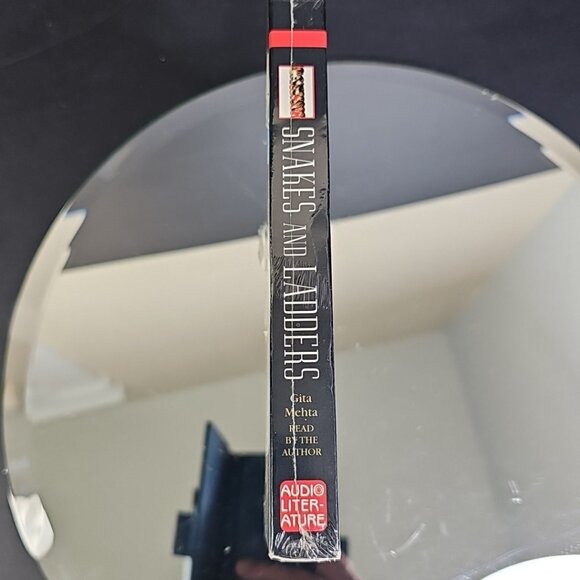 SNAKES AND LADDERS
Gita
Mehta
READ
BY THE
AUTHOR
AUDIO
LITER-
ATURE